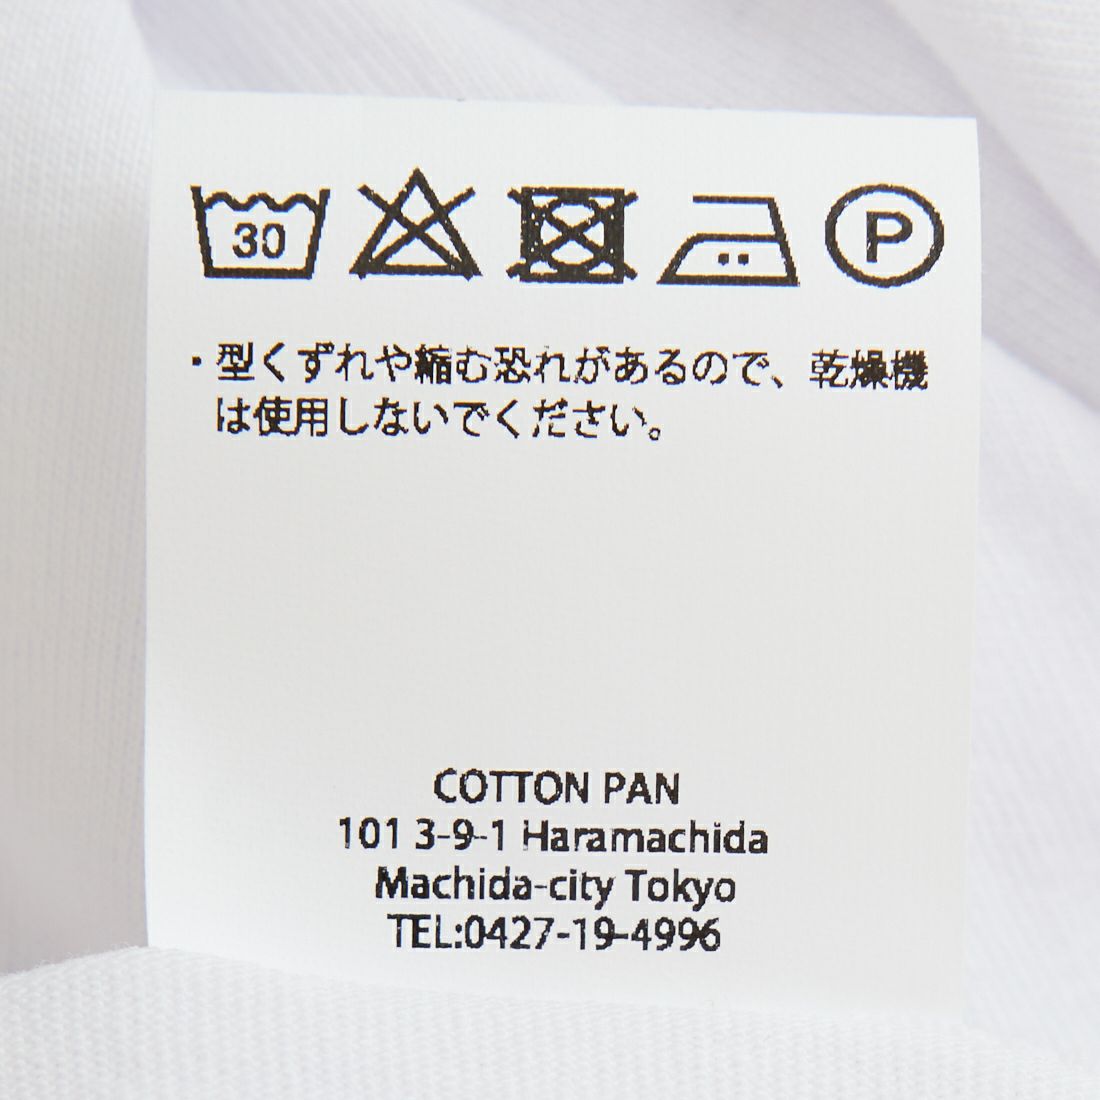 30
P
・型くずれや縮む恐れがあるので、乾燥機
は使用しないでください。
COTTON PAN
101 3-9-1 Haramachida
Machida-city Tokyo
TEL:0427-19-4996